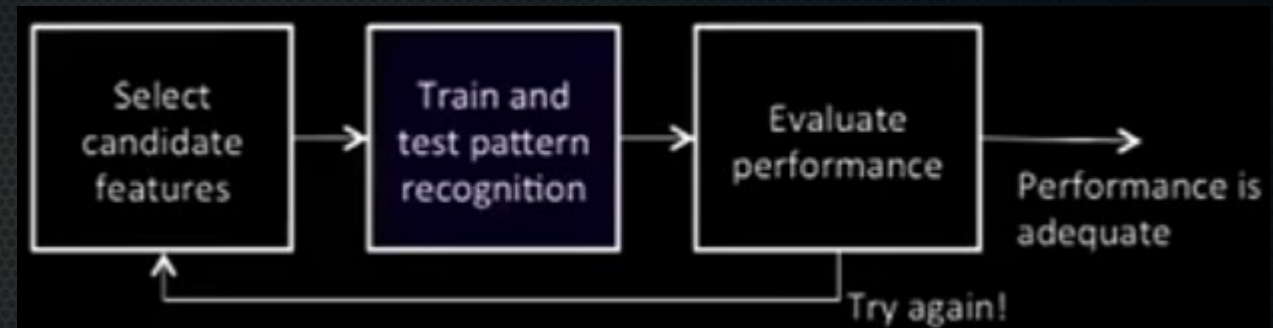 Select
candidate
features
Train and
test pattern
recognition
Evaluate
performance
Performance is
adequate
Try again!